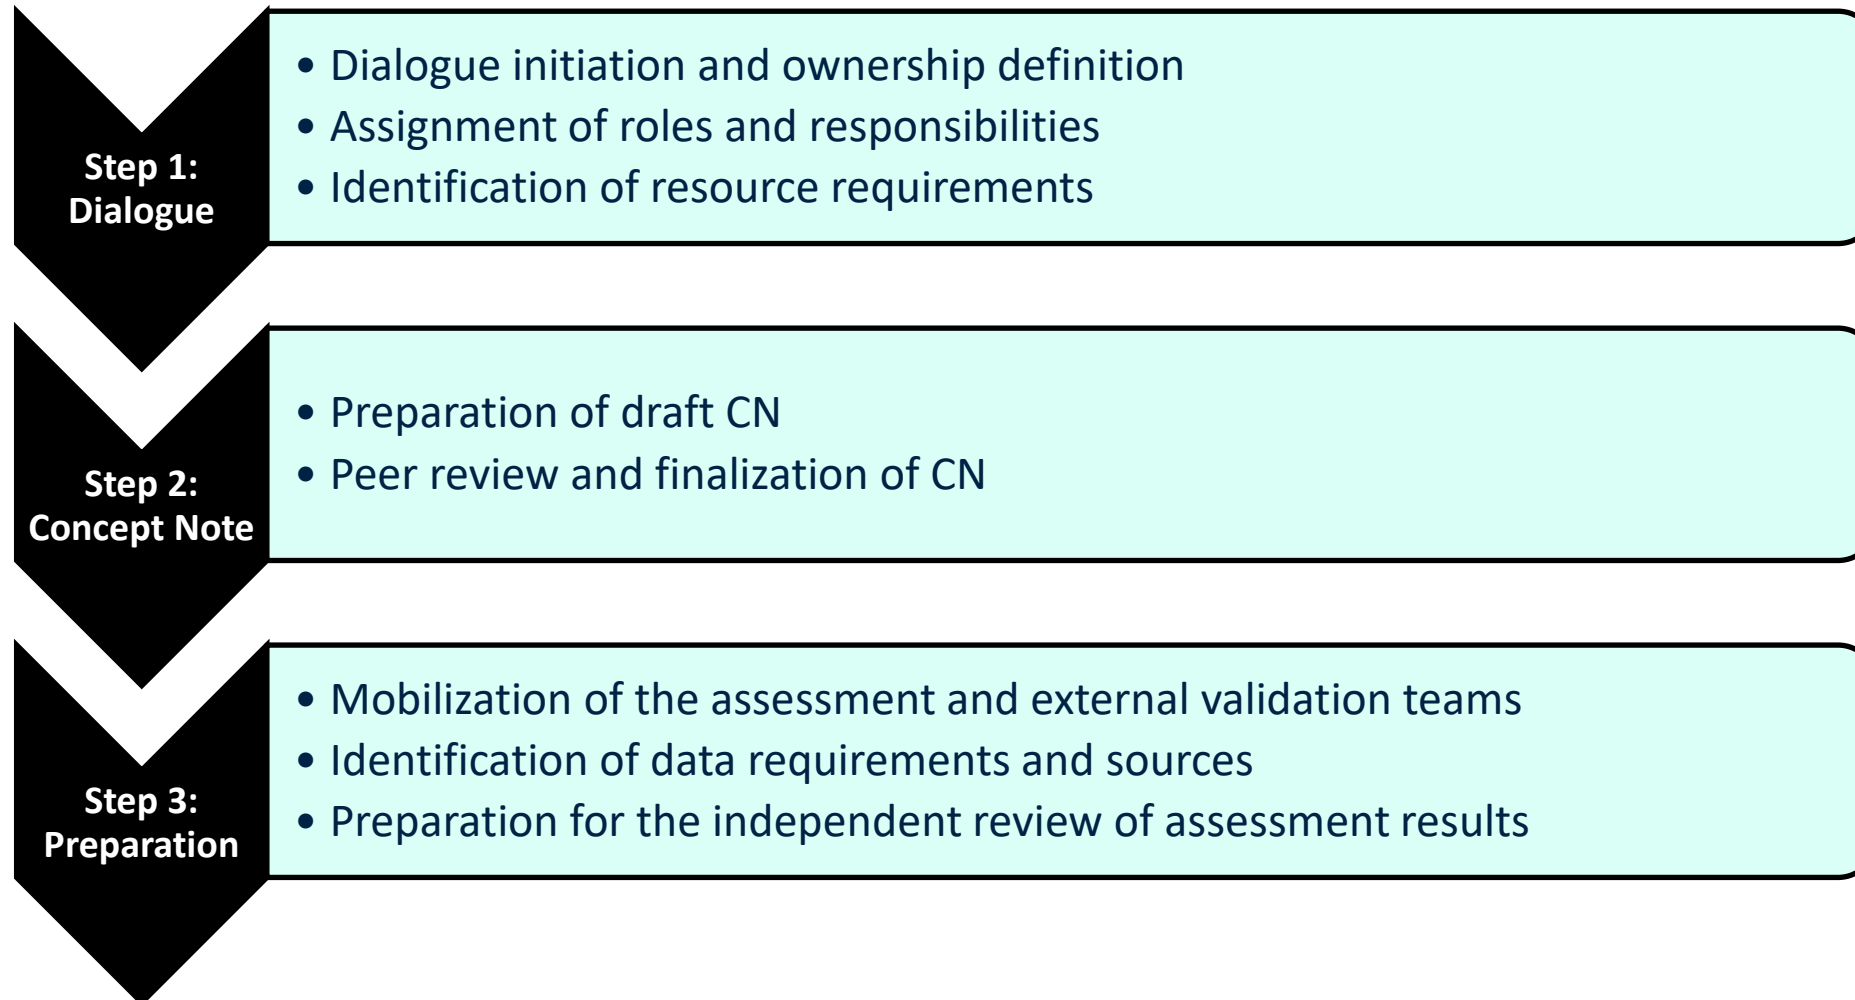 Step 1:
Dialogue
• Dialogue initiation and ownership definition
• Assignment of roles and responsibilities
• Identification of resource requirements
Step 2:
Concept Note
• Preparation of draft CN
• Peer review and finalization of CN
Step 3:
Preparation
• Mobilization of the assessment and external validation teams
• Identification of data requirements and sources
• Preparation for the independent review of assessment results